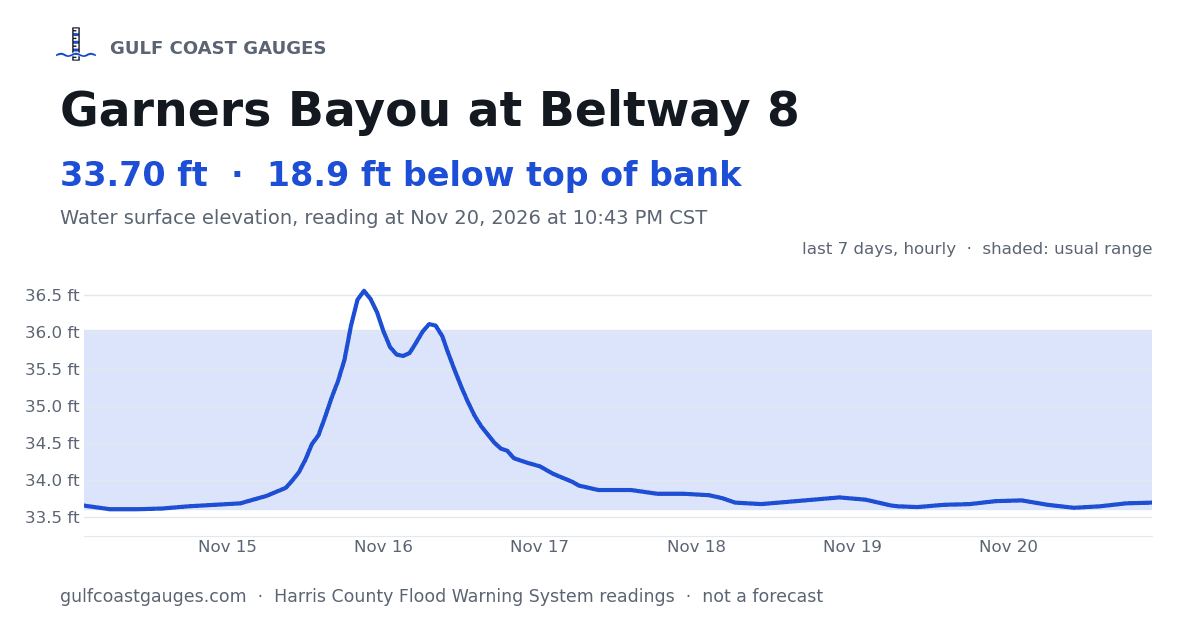 GULF COAST GAUGES
Garners Bayou at Beltway 8
33.70 ft · 18.9 ft below top of bank
Water surface elevation, reading at Nov 20, 2026 at 10:43 PM CST
last 7 days, hourly · shaded: usual range
36.5 ft
36.0 ft
35.5 ft
35.0 ft
34.5 ft
34.0 ft
33.5 ft
Nov 15 Nov 16 Nov 17 Nov 18 Nov 19 Nov 20
gulfcoastgauges.com · Harris County Flood Warning System readings · not a forecast